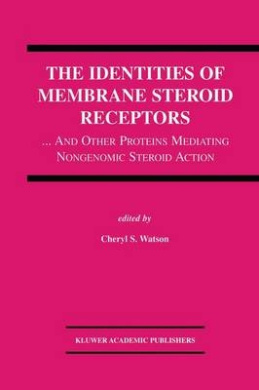 THE IDENTITIES OF
MEMBRANE STEROID
RECEPTORS
... AND OTHER PROTEINS MEDIATING
NONGENOMIC STEROID ACTION
edited by
Cheryl S. Watson
KLUWER ACADEMIC PUBLISHERS